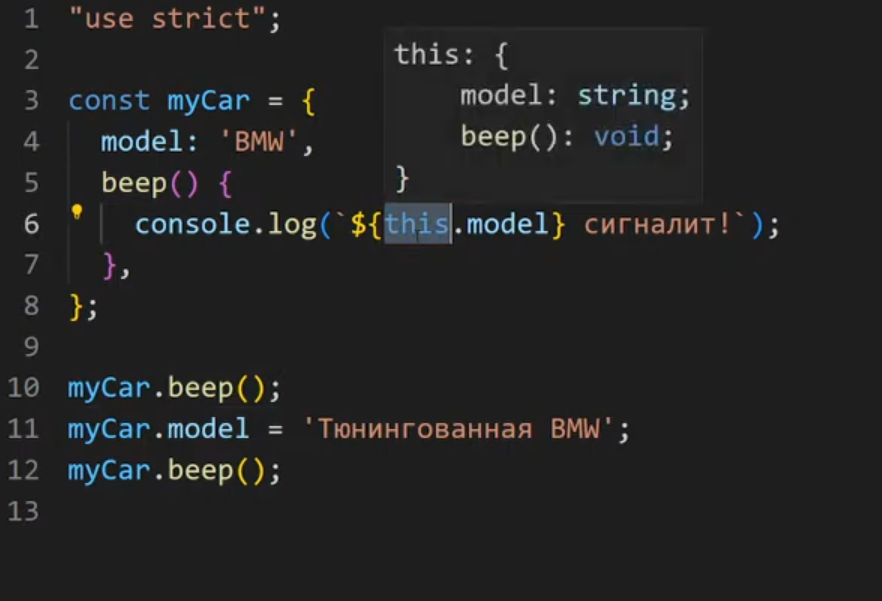 1 "use strict";
2
3 const myCar = {
4 model: 'BMW',
5 beep() {
6 console.log(`${this.model} сигналит!`);
7 },
8 };
9
10 myCar.beep();
11 myCar.model = 'Тюнингованная BMW';
12 myCar.beep();
13
this: {
model: string;
beep(): void;
}